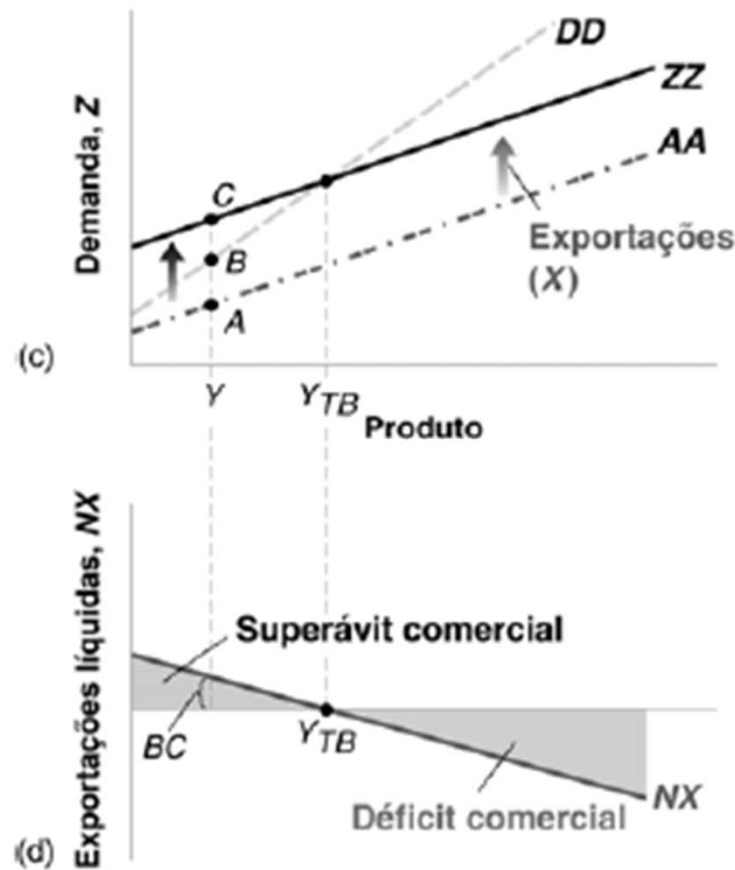 DD
ZZ
AA
Demanda, Z
C
B
A
Exportações
(X)
(c)
Y
Y_TB
Produto
Exportações líquidas, NX
Superávit comercial
BC
Y_TB
NX
Déficit comercial
(d)